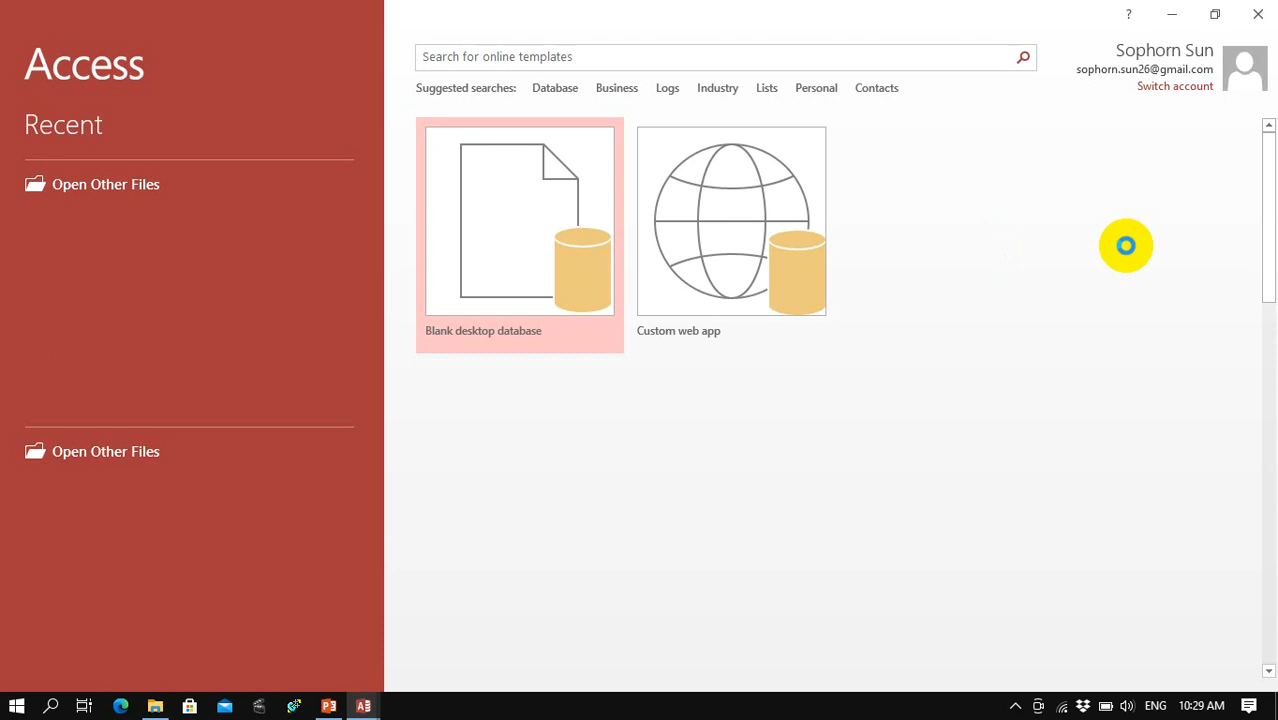 ?
Access
Recent
Open Other Files
Open Other Files
Search for online templates
Sophorn Sun
sophorn.sun26@gmail.com
Switch account
Suggested searches: Database Business Logs Industry Lists Personal Contacts
Blank desktop database
Custom web app
ENG 10:29 AM